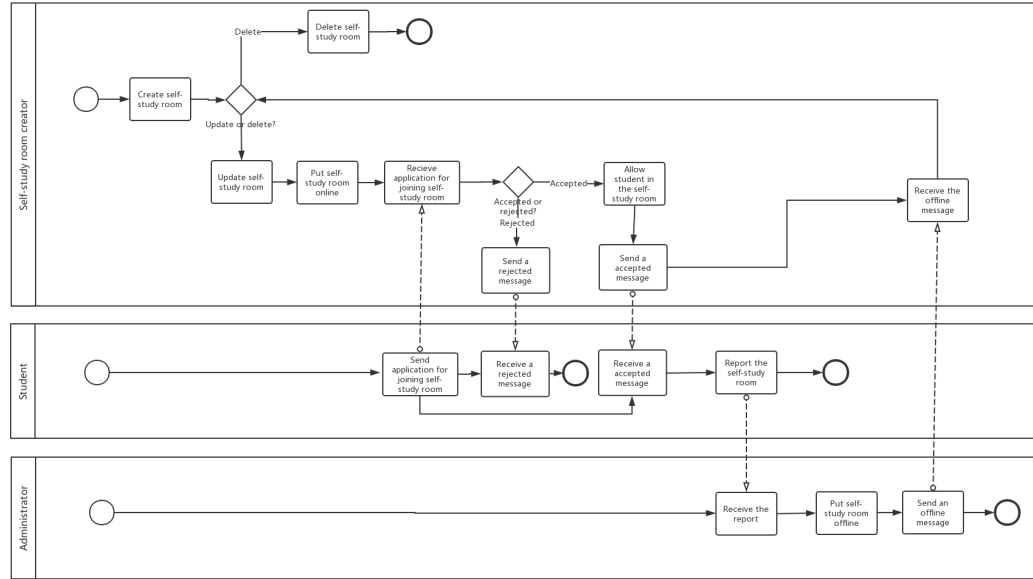 Self-study room creator
Delete self-
study room
Delete
Create self-
study room
Update or delete?
Update self-
study room
Put self-
study room
online
Recieve
application for
joining self-
study room
Accepted or
rejected?
Rejected
Accepted
Allow
student in
the self-
study room
Receive the
offline
message
Send a
rejected
message
Send a
accepted
message
Student
Send
application for
joining self-
study room
Receive a
rejected
message
Receive a
accepted
message
Report the
self-study
room
Administrator
Receive the
report
Put self-
study room
offline
Send an
offline
message